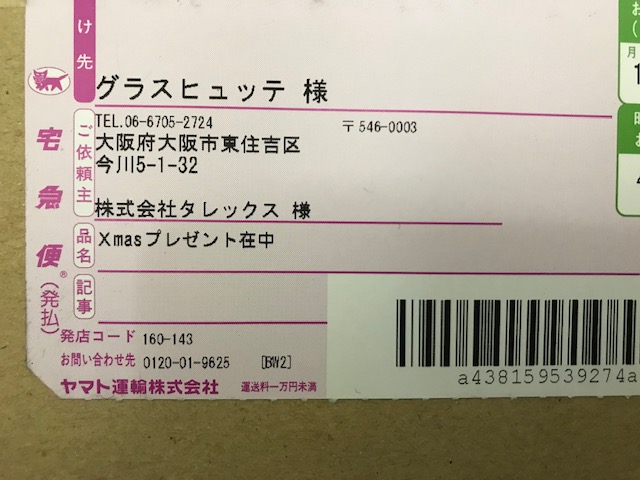 け先
グラスヒュッテ 様
ご依頼主
TEL.06-6705-2724 〒546-0003
大阪府大阪市東住吉区
今川5-1-32
株式会社タレックス 様
品名
Xmasプレゼント在中
記事
宅急便®
(発払)
発店コード 160-143
お問い合わせ先 0120-01-9625 [BW2]
ヤマト運輸株式会社 運送料一万円未満
a438159539274a
お
月
1